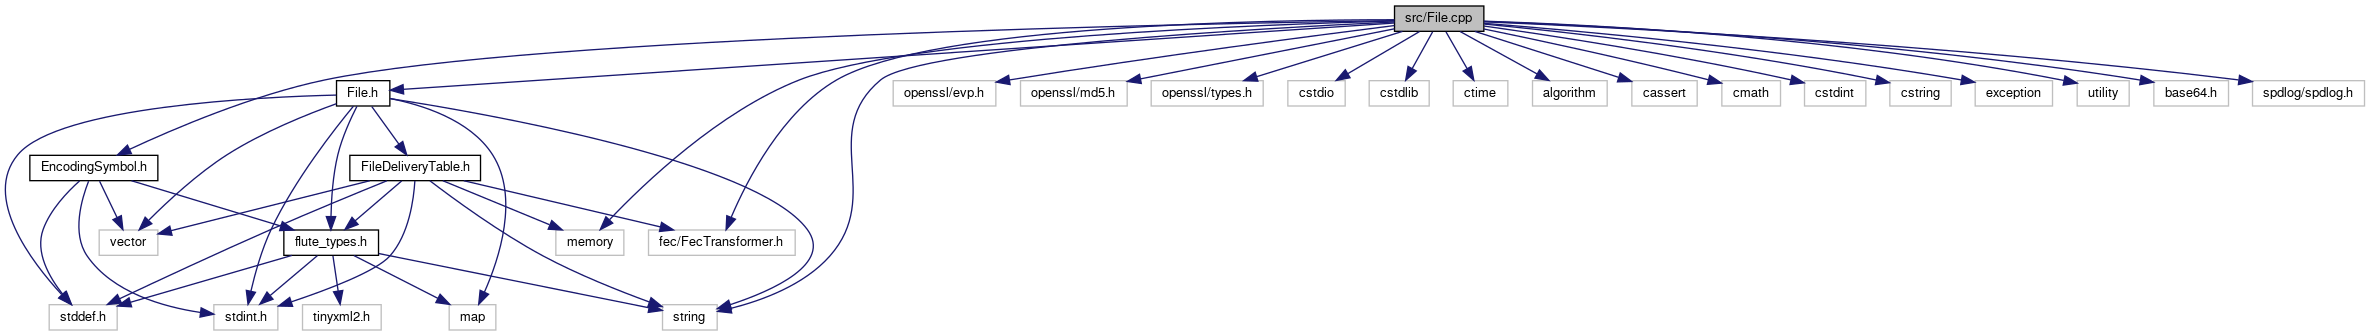 src/File.cpp
File.h
openssl/evp.h
openssl/md5.h
openssl/types.h
cstdio
cstdlib
ctime
algorithm
cassert
cmath
cstdint
cstring
exception
utility
base64.h
spdlog/spdlog.h
EncodingSymbol.h
FileDeliveryTable.h
vector
flute_types.h
memory
fec/FecTransformer.h
stddef.h
stdint.h
tinyxml2.h
map
string